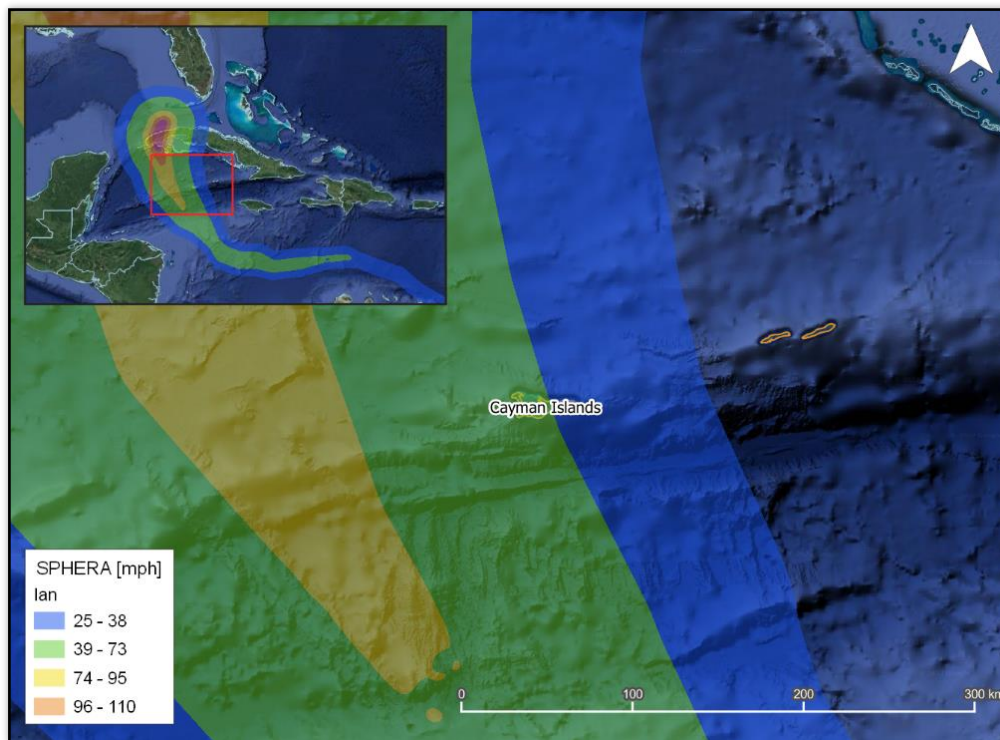 Cayman Islands
SPHERA [mph]
Ian
25 - 38
39 - 73
74 - 95
96 - 110
0 100 200 300 km